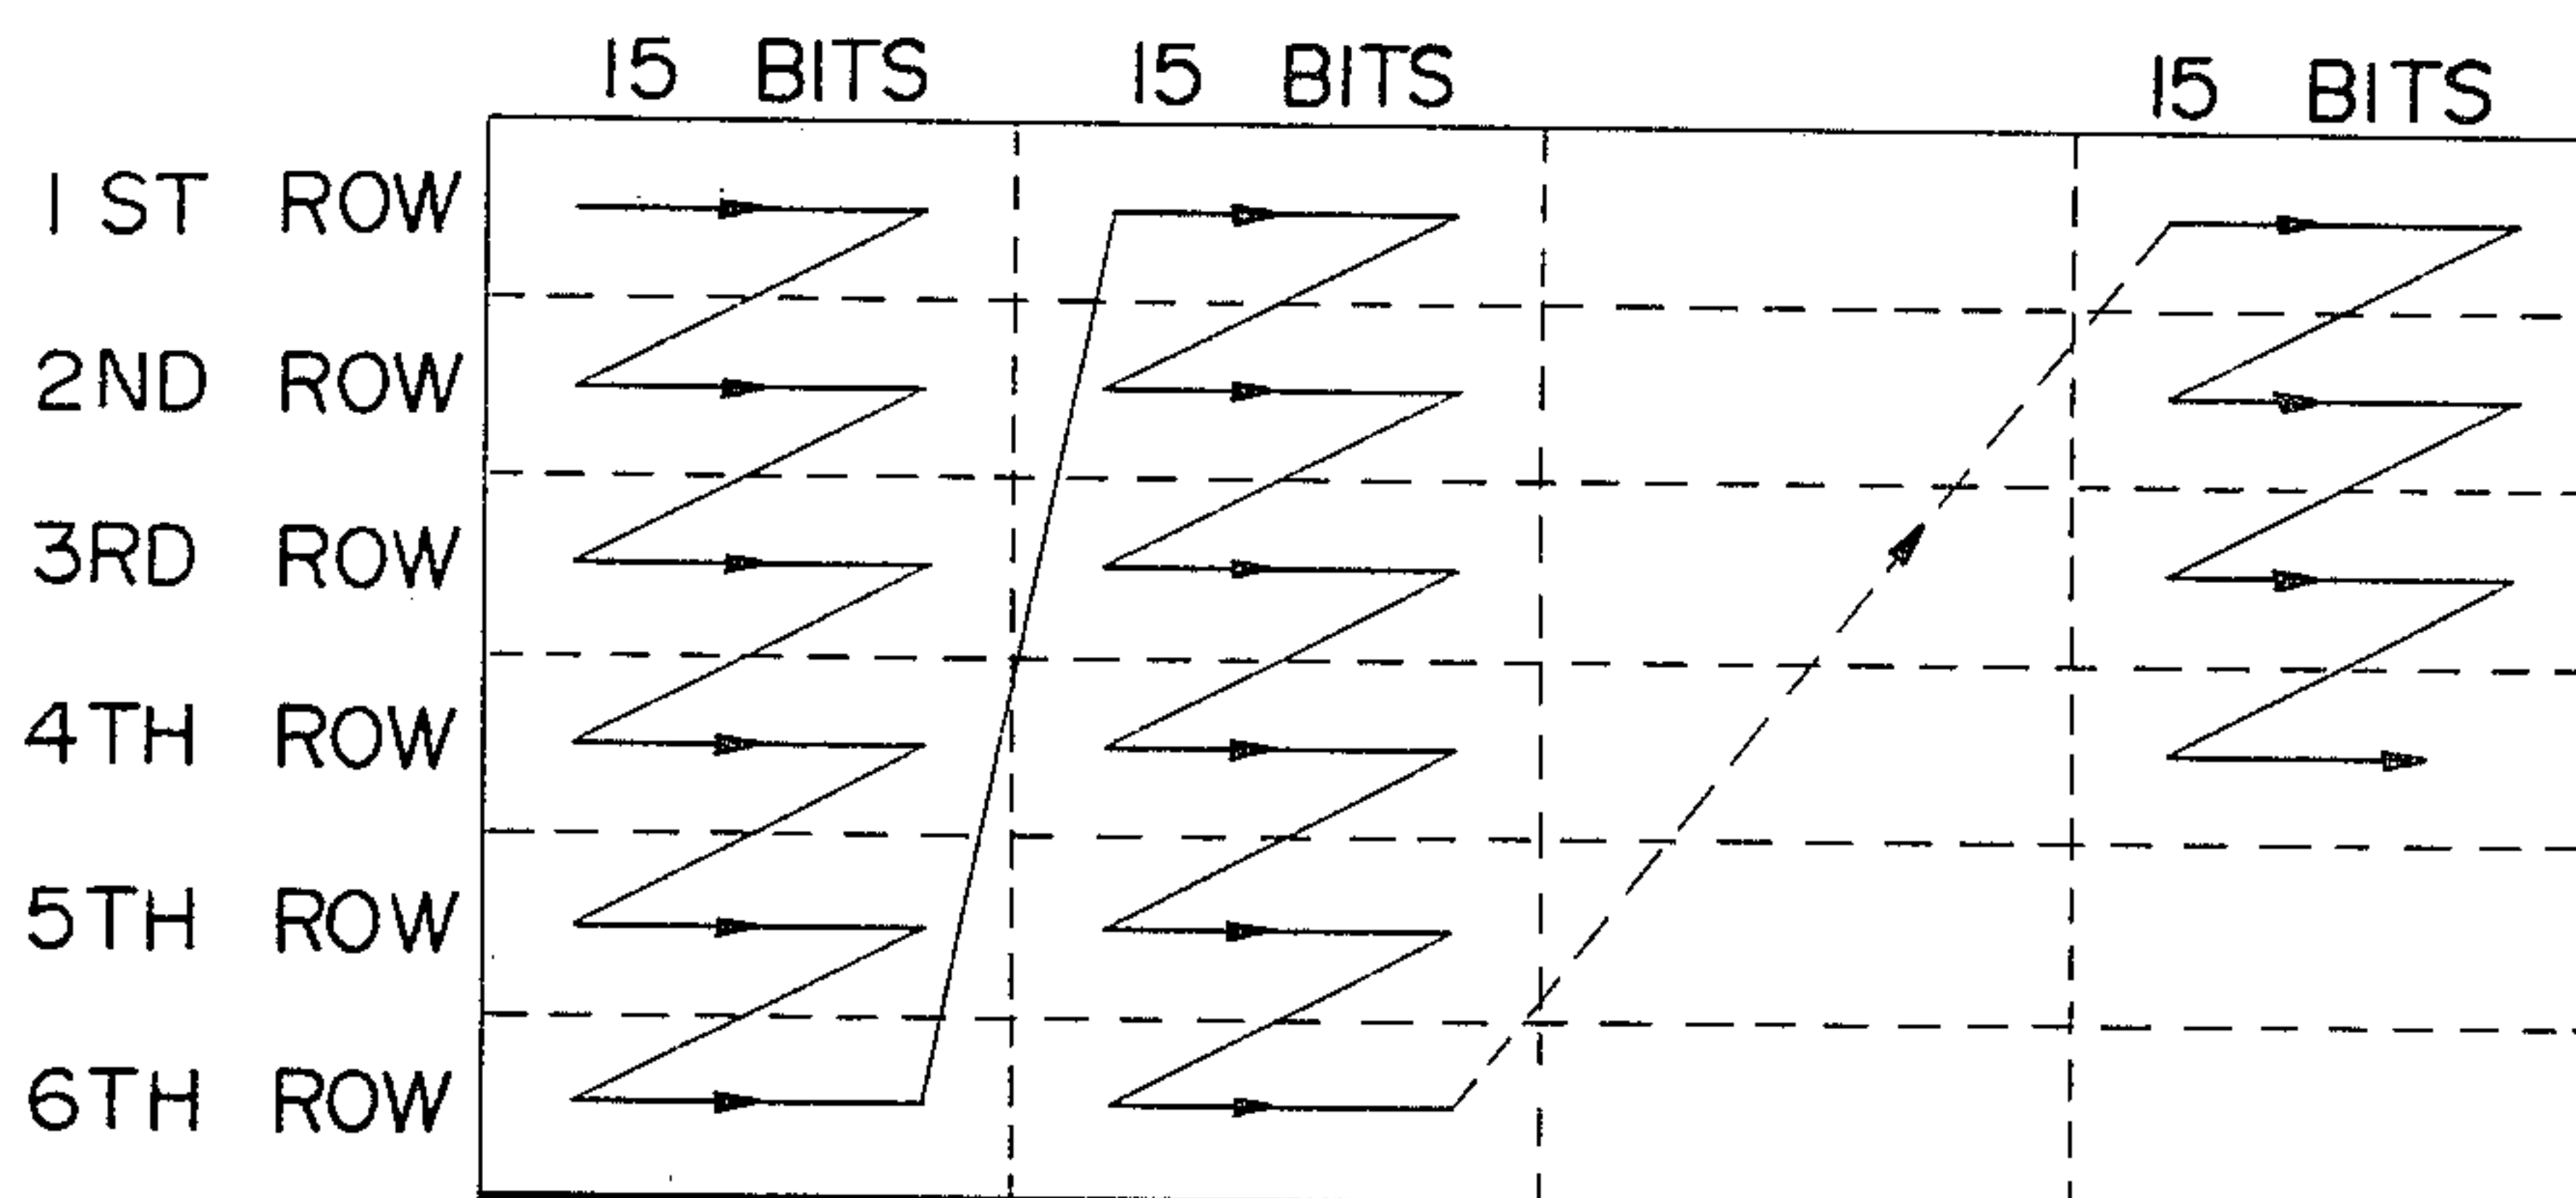 15 BITS 15 BITS 15 BITS
1 ST ROW
2ND ROW
3RD ROW
4TH ROW
5TH ROW
6TH ROW